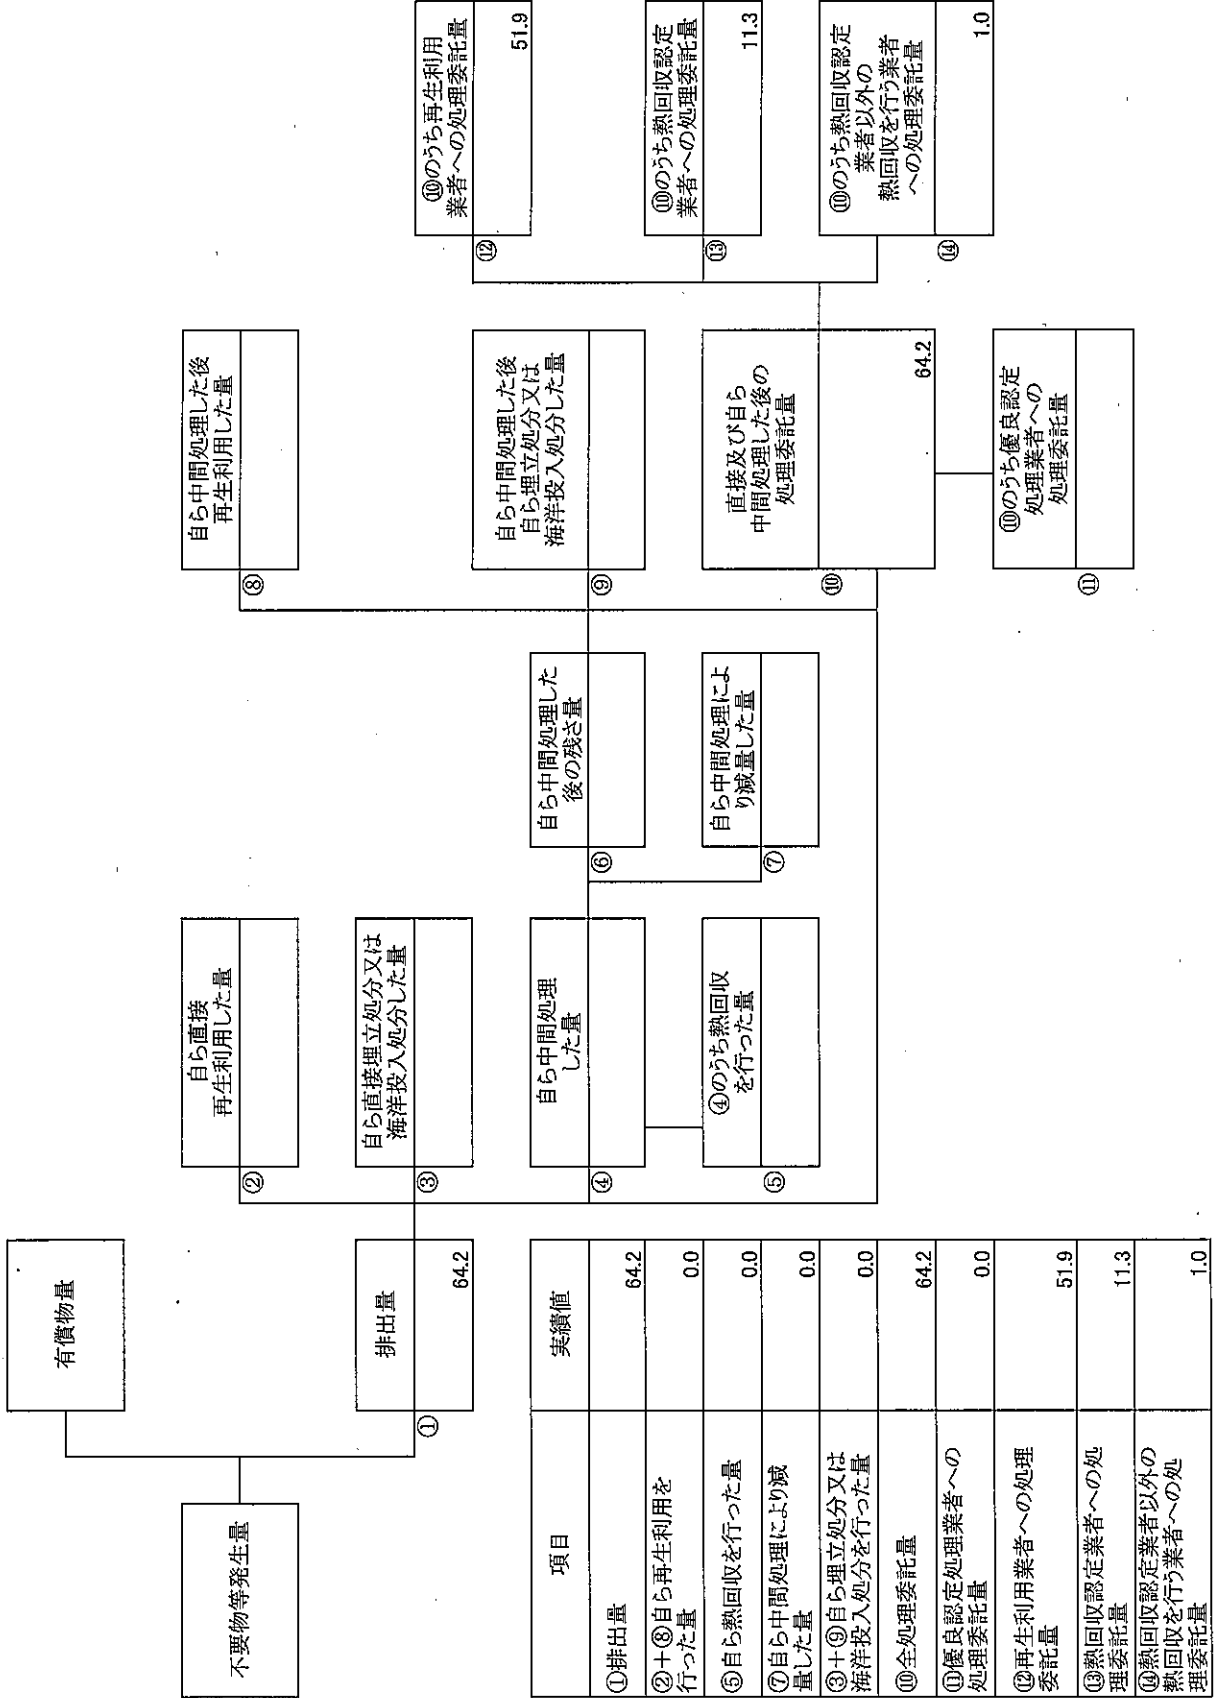 不要物等発生量
有償物量
排出量
①
64.2
②
自ら直接
再生利用した量
③
自ら直接埋立処分又は
海洋投入処分した量
④
自ら中間処理
した量
⑤
④のうち熱回収
を行った量
⑥
自ら中間処理した
後の残さ量
⑦
自ら中間処理によ
り減量した量
⑧
自ら中間処理した後
再生利用した量
⑨
自ら中間処理した後
自ら埋立処分又は
海洋投入処分した量
⑩
直接及び自ら
中間処理した後の
処理委託量
64.2
⑪
⑩のうち優良認定
処理業者への
処理委託量
⑫
⑩のうち再生利用
業者への処理委託量
51.9
⑬
⑩のうち熱回収認定
業者への処理委託量
11.3
⑭
⑩のうち熱回収認定
業者以外の
熱回収を行う業者
への処理委託量
1.0
項目 実績値
①排出量 64.2
②+⑧自ら再生利用を
行った量 0.0
⑤自ら熱回収を行った量 0.0
⑦自ら中間処理により減
量した量 0.0
③+⑨自ら埋立処分又は
海洋投入処分を行った量 0.0
⑩全処理委託量 64.2
⑪優良認定処理業者への
処理委託量 0.0
⑫再生利用業者への処理
委託量 51.9
⑬熱回収認定業者への処
理委託量 11.3
⑭熱回収認定業者以外の
熱回収を行う業者への処
理委託量 1.0